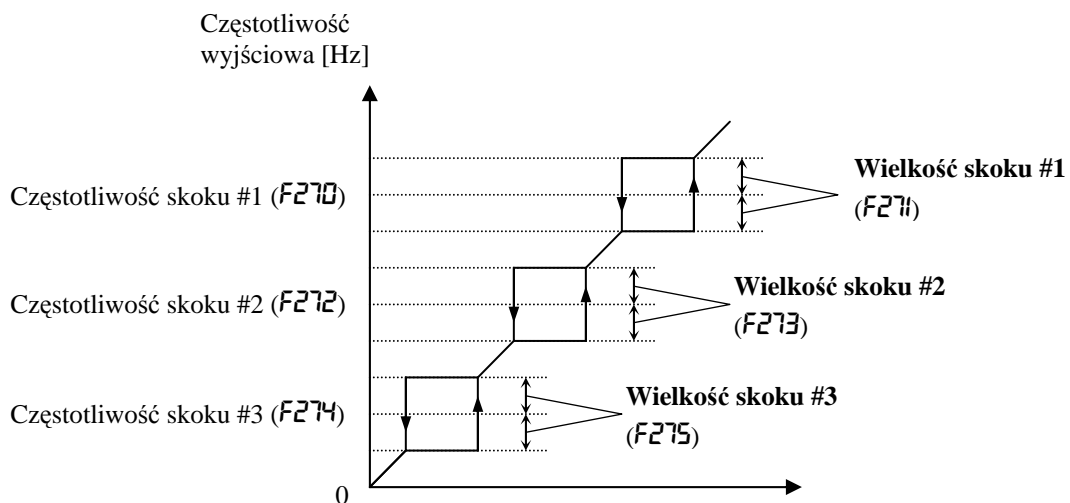 Częstotliwość
wyjściowa [Hz]
Częstotliwość skoku #1 (F270)
Wielkość skoku #1
(F271)
Częstotliwość skoku #2 (F272)
Wielkość skoku #2
(F273)
Częstotliwość skoku #3 (F274)
Wielkość skoku #3
(F275)
0